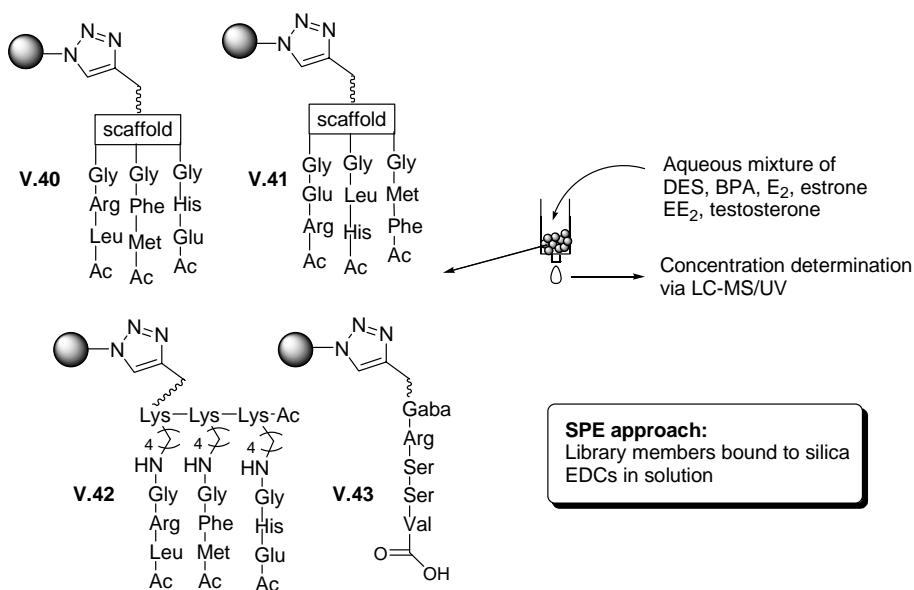 N=N
N
N
scaffold
V.40
Gly
Arg
Leu
Ac
Gly
Phe
Met
Ac
Gly
His
Glu
Ac
N=N
N
N
scaffold
V.41
Gly
Glu
Arg
Ac
Gly
Leu
His
Ac
Gly
Met
Phe
Ac
Aqueous mixture of
DES, BPA, E2, estrone
EE2, testosterone
Concentration determination
via LC-MS/UV
N=N
N
Lys-Lys-Lys-Ac
4
4
4
HN
HN
HN
V.42
Gly
Arg
Leu
Ac
Gly
Phe
Met
Ac
Gly
His
Glu
Ac
N=N
N
V.43
Gaba
Arg
Ser
Ser
Val
O
OH
SPE approach:
Library members bound to silica
EDCs in solution